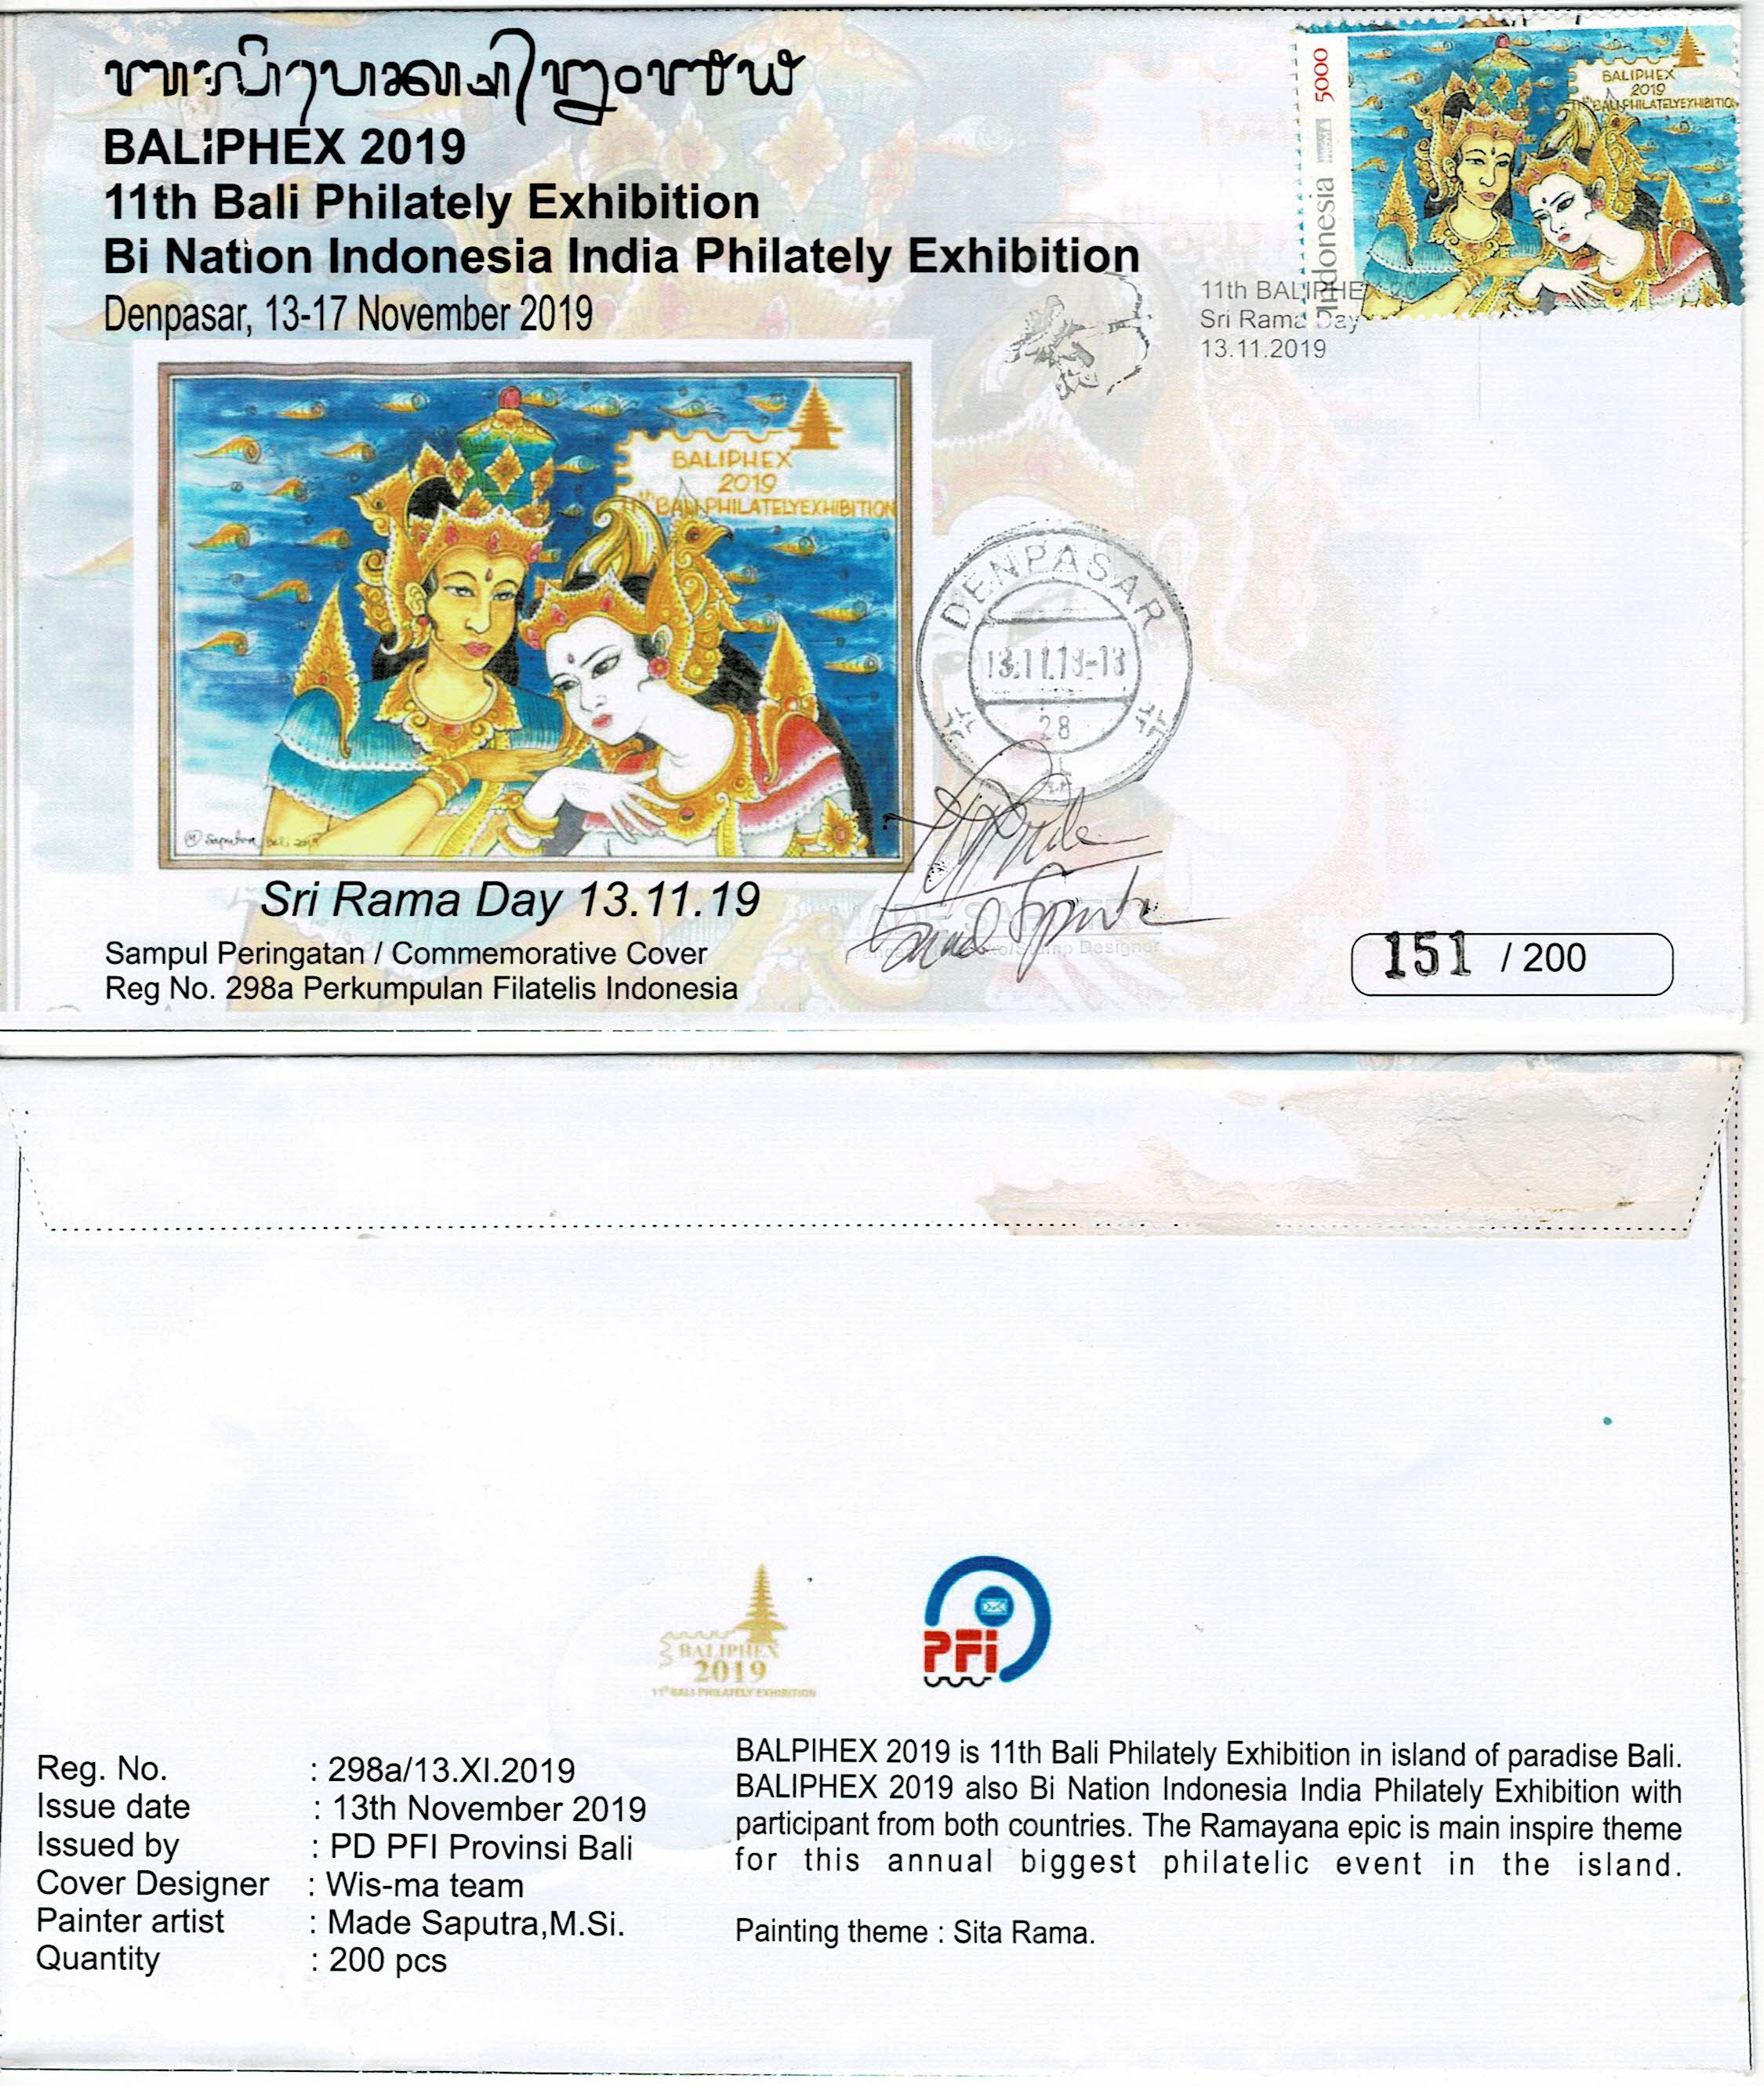 BALIPHEX 2019
11th Bali Philately Exhibition
Bi Nation Indonesia India Philately Exhibition
Denpasar, 13-17 November 2019
5000
Indonesia
BALIPHEX
2019
11th BALI PHILATELYEXHIBITION
11th BALIPHEX 2019
Sri Rama Day
13.11.2019
BALIPHEX
2019
11th BALI PHILATELYEXHIBITION
Saputra Bali 2019
DENPASAR
28
Sri Rama Day 13.11.19
Sampul Peringatan / Commemorative Cover
Reg No. 298a Perkumpulan Filatelis Indonesia
Stamp Designer
151 / 200
BALIPHEX
2019
11th BALI PHILATELY EXHIBITION
PFi
Reg. No. : 298a/13.XI.2019
Issue date : 13th November 2019
Issued by : PD PFI Provinsi Bali
Cover Designer : Wis-ma team
Painter artist : Made Saputra,M.Si.
Quantity : 200 pcs
BALPIHEX 2019 is 11th Bali Philately Exhibition in island of paradise Bali.
BALIPHEX 2019 also Bi Nation Indonesia India Philately Exhibition with
participant from both countries. The Ramayana epic is main inspire theme
for this annual biggest philatelic event in the island.
Painting theme : Sita Rama.